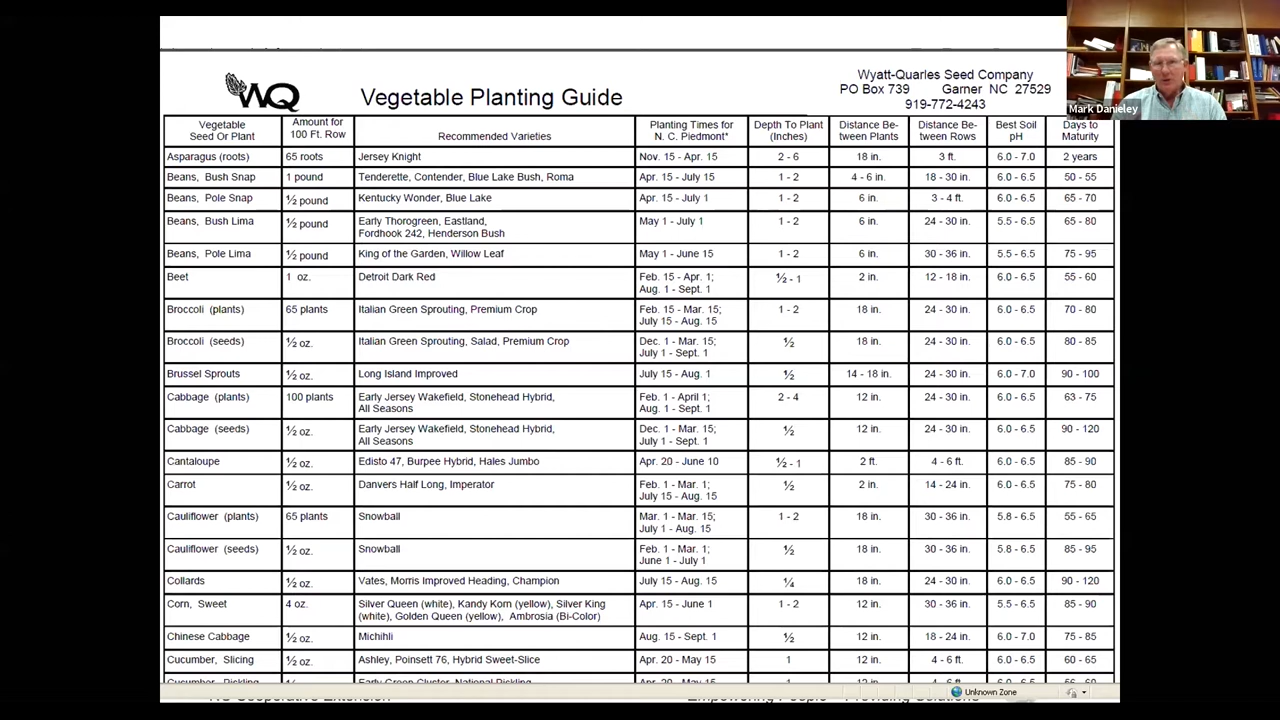 WQ
Vegetable Planting Guide
Wyatt-Quarles Seed Company
PO Box 739 Garner NC 27529
919-772-4243
Mark Danieley
Vegetable Seed Or Plant | Amount for 100 Ft. Row | Recommended Varieties | Planting Times for N. C. Piedmont* | Depth To Plant (Inches) | Distance Be-tween Plants | Distance Be-tween Rows | Best Soil pH | Days to Maturity
Asparagus (roots) | 65 roots | Jersey Knight | Nov. 15 - Apr. 15 | 2 - 6 | 18 in. | 3 ft. | 6.0 - 7.0 | 2 years
Beans, Bush Snap | 1 pound | Tenderette, Contender, Blue Lake Bush, Roma | Apr. 15 - July 15 | 1 - 2 | 4 - 6 in. | 18 - 30 in. | 6.0 - 6.5 | 50 - 55
Beans, Pole Snap | ½ pound | Kentucky Wonder, Blue Lake | Apr. 15 - July 1 | 1 - 2 | 6 in. | 3 - 4 ft. | 6.0 - 6.5 | 65 - 70
Beans, Bush Lima | ½ pound | Early Thorogreen, Eastland, Fordhook 242, Henderson Bush | May 1 - July 1 | 1 - 2 | 6 in. | 24 - 30 in. | 5.5 - 6.5 | 65 - 80
Beans, Pole Lima | ½ pound | King of the Garden, Willow Leaf | May 1 - June 15 | 1 - 2 | 6 in. | 30 - 36 in. | 5.5 - 6.5 | 75 - 95
Beet | 1 oz. | Detroit Dark Red | Feb. 15 - Apr. 1; Aug. 1 - Sept. 1 | ½ - 1 | 2 in. | 12 - 18 in. | 6.0 - 6.5 | 55 - 60
Broccoli (plants) | 65 plants | Italian Green Sprouting, Premium Crop | Feb. 15 - Mar. 15; July 15 - Aug. 15 | 1 - 2 | 18 in. | 24 - 30 in. | 6.0 - 6.5 | 70 - 80
Broccoli (seeds) | ½ oz. | Italian Green Sprouting, Salad, Premium Crop | Dec. 1 - Mar. 15; July 1 - Sept. 1 | ½ | 18 in. | 24 - 30 in. | 6.0 - 6.5 | 80 - 85
Brussel Sprouts | ½ oz. | Long Island Improved | July 15 - Aug. 1 | ½ | 14 - 18 in. | 24 - 30 in. | 6.0 - 7.0 | 90 - 100
Cabbage (plants) | 100 plants | Early Jersey Wakefield, Stonehead Hybrid, All Seasons | Feb. 1 - April 1; Aug. 1 - Sept. 1 | 2 - 4 | 12 in. | 24 - 30 in. | 6.0 - 6.5 | 63 - 75
Cabbage (seeds) | ½ oz. | Early Jersey Wakefield, Stonehead Hybrid, All Seasons | Dec. 1 - Mar. 15; July 1 - Sept. 1 | ½ | 12 in. | 24 - 30 in. | 6.0 - 6.5 | 90 - 120
Cantaloupe | ½ oz. | Edisto 47, Burpee Hybrid, Hales Jumbo | Apr. 20 - June 10 | ½ - 1 | 2 ft. | 4 - 6 ft. | 6.0 - 6.5 | 85 - 90
Carrot | ½ oz. | Danvers Half Long, Imperator | Feb. 1 - Mar. 1; July 15 - Aug. 15 | ½ | 2 in. | 14 - 24 in. | 6.0 - 6.5 | 75 - 80
Cauliflower (plants) | 65 plants | Snowball | Mar. 1 - Mar. 15; July 1 - Aug. 15 | 1 - 2 | 18 in. | 30 - 36 in. | 5.8 - 6.5 | 55 - 65
Cauliflower (seeds) | ½ oz. | Snowball | Feb. 1 - Mar. 1; June 1 - July 1 | ½ | 18 in. | 30 - 36 in. | 5.8 - 6.5 | 85 - 95
Collards | ½ oz. | Vates, Morris Improved Heading, Champion | July 15 - Aug. 15 | ¼ | 18 in. | 24 - 30 in. | 6.0 - 6.5 | 90 - 120
Corn, Sweet | 4 oz. | Silver Queen (white), Kandy Korn (yellow), Silver King (white), Golden Queen (yellow), Ambrosia (Bi-Color) | Apr. 15 - June 1 | 1 - 2 | 12 in. | 30 - 36 in. | 5.5 - 6.5 | 85 - 90
Chinese Cabbage | ½ oz. | Michihli | Aug. 15 - Sept. 1 | ½ | 12 in. | 18 - 24 in. | 6.0 - 7.0 | 75 - 85
Cucumber, Slicing | ½ oz. | Ashley, Poinsett 76, Hybrid Sweet-Slice | Apr. 20 - May 15 | 1 | 12 in. | 4 - 6 ft. | 6.0 - 6.5 | 60 - 65
Cucumber, Pickling | Early Green Cluster, National Pickling | Apr. 20 - May 15 | 1 | 12 in. | 4 - 6 ft.
Unknown Zone